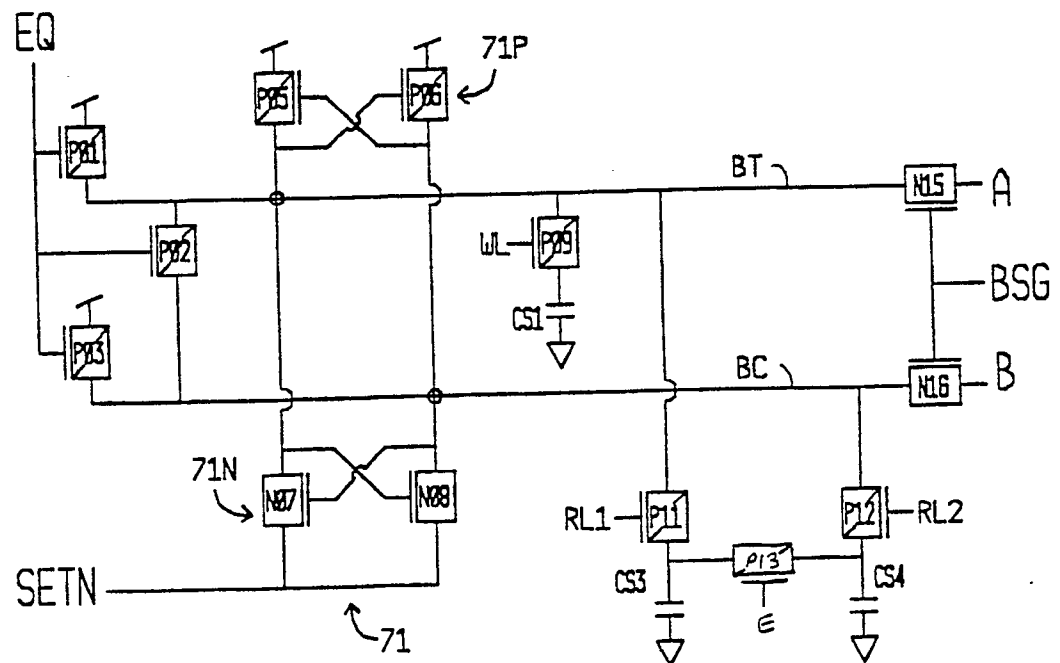 EQ
71P
P05
P06
P01
BT
N15
A
P02
WL
P09
BSG
CS1
P03
BC
N16
B
71N
N07
N08
RL1
P11
P12
RL2
P13
CS3
CS4
E
SETN
71